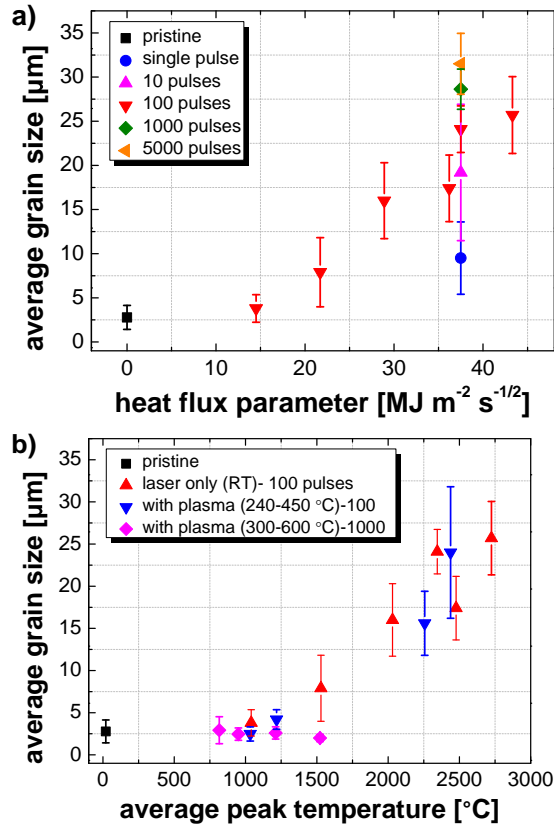 a)
35
30
25
20
15
10
5
0
average grain size [µm]
pristine
single pulse
10 pulses
100 pulses
1000 pulses
5000 pulses
0 10 20 30 40
heat flux parameter [MJ m-2 s-1/2]
b)
35
30
25
20
15
10
5
0
average grain size [µm]
pristine
laser only (RT)- 100 pulses
with plasma (240-450 °C)-100
with plasma (300-600 °C)-1000
0 500 1000 1500 2000 2500 3000
average peak temperature [°C]